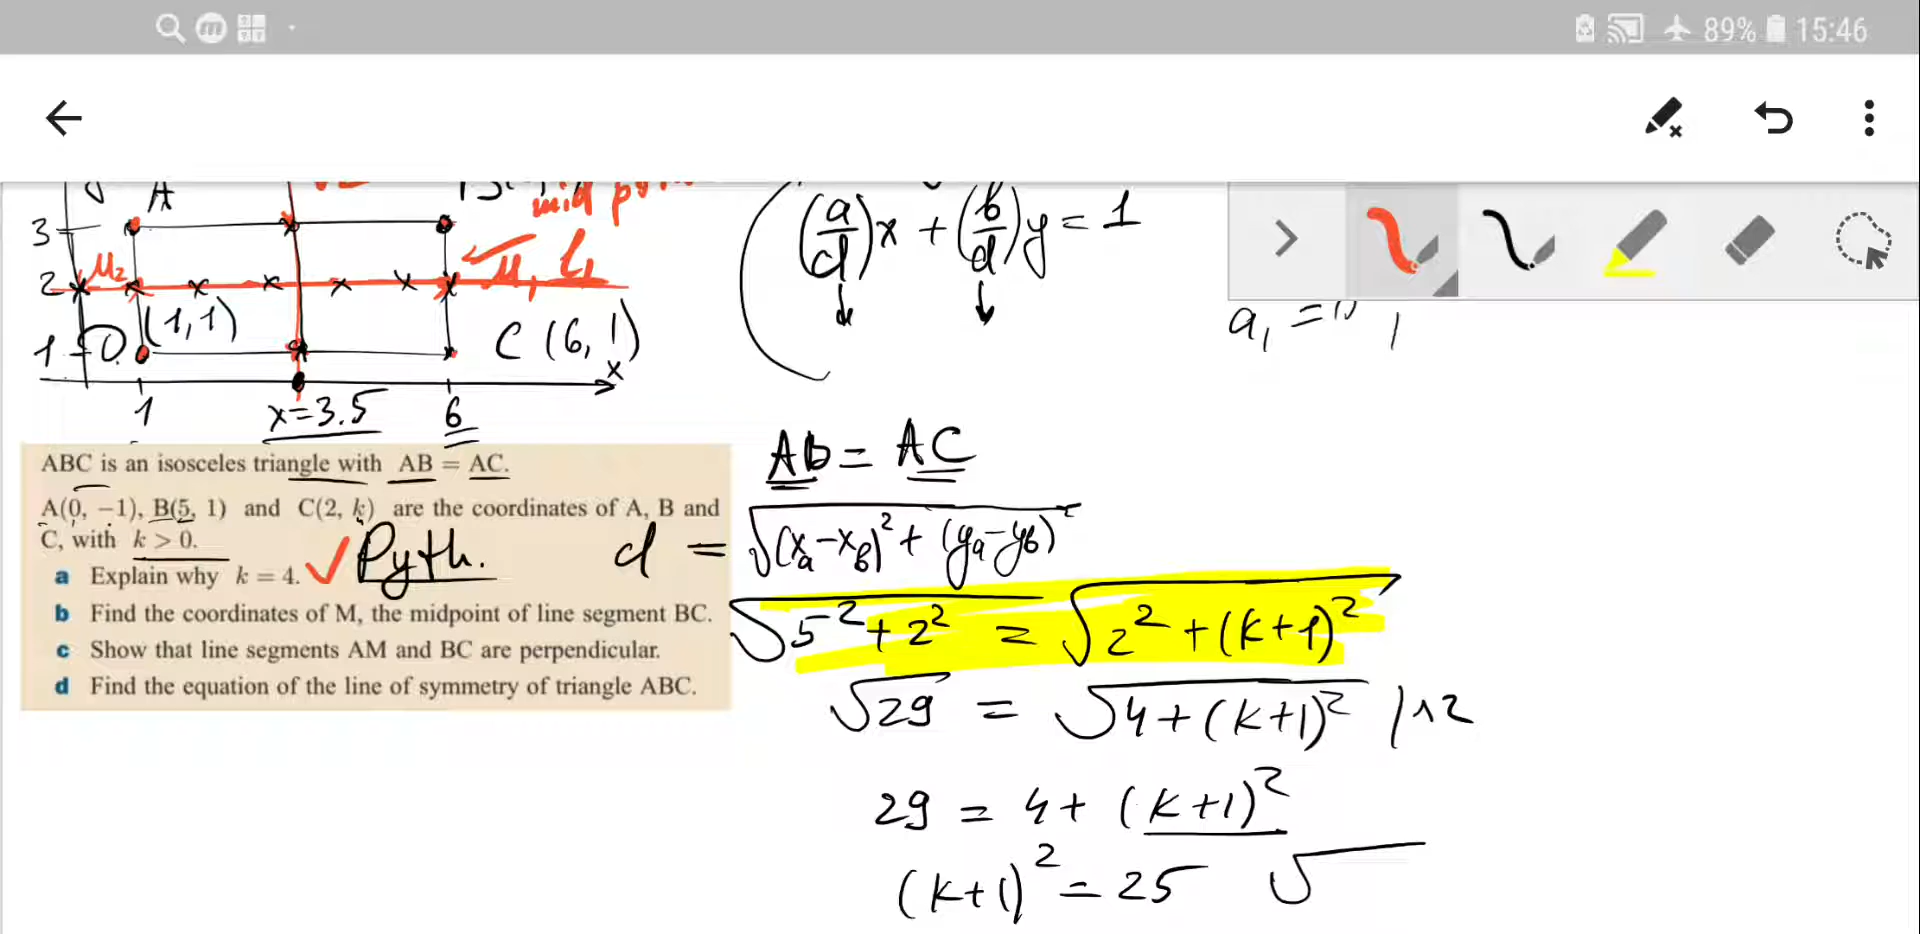 89% 15:46
A
mid
3
2 M₂
M₁ L₁
(1,1)
1
C (6, 1)
x
1 x=3.5 6
(a/d)x + (b/d)y = 1
a₁ =
ABC is an isosceles triangle with AB = AC.
A(0, −1), B(5, 1) and C(2, k) are the coordinates of A, B and
C, with k > 0.
a Explain why k = 4. ✓ Pyth.
b Find the coordinates of M, the midpoint of line segment BC.
c Show that line segments AM and BC are perpendicular.
d Find the equation of the line of symmetry of triangle ABC.
Ab = AC
d = √(xa−xB)² + (ya−yb)²
√5² + 2² = √2² + (k+1)²
√29 = √4+(k+1)² /^2
29 = 4+ (k+1)²
(k+1)² = 25 √